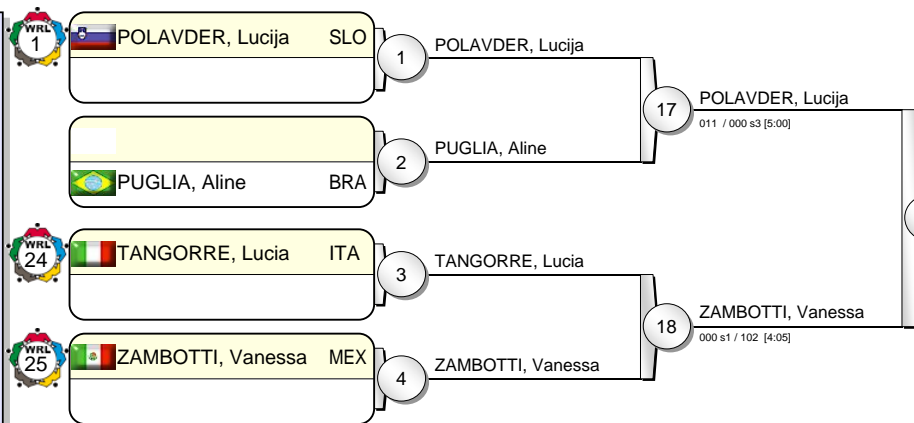 WRL
1
POLAVDER, Lucija SLO
1
POLAVDER, Lucija
17
POLAVDER, Lucija
011 / 000 s3 [5:00]
2
PUGLIA, Aline
PUGLIA, Aline BRA
WRL
24
TANGORRE, Lucia ITA
3
TANGORRE, Lucia
18
ZAMBOTTI, Vanessa
000 s1 / 102 [4:05]
WRL
25
ZAMBOTTI, Vanessa MEX
4
ZAMBOTTI, Vanessa